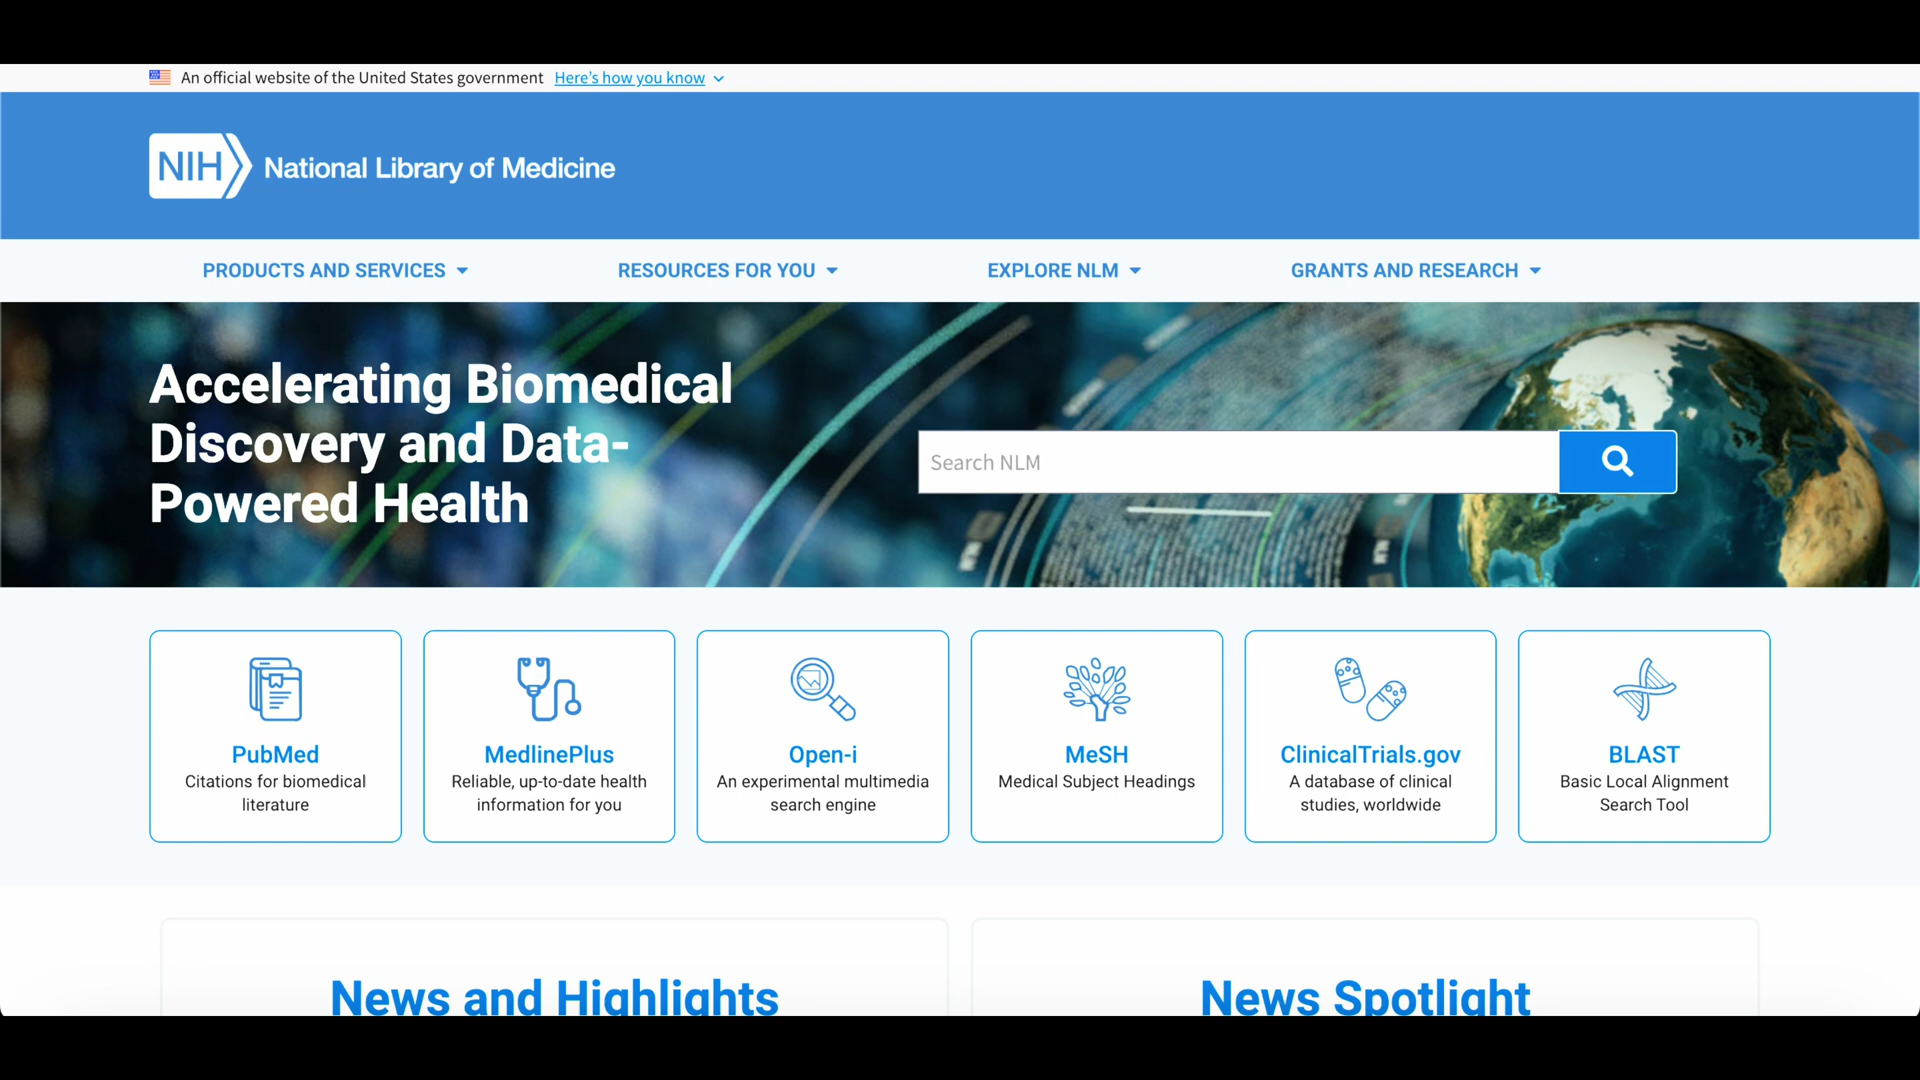 An official website of the United States government Here's how you know
NIH National Library of Medicine
PRODUCTS AND SERVICES RESOURCES FOR YOU EXPLORE NLM GRANTS AND RESEARCH
Accelerating Biomedical
Discovery and Data-
Powered Health
Search NLM
PubMed
Citations for biomedical
literature
MedlinePlus
Reliable, up-to-date health
information for you
Open-i
An experimental multimedia
search engine
MeSH
Medical Subject Headings
ClinicalTrials.gov
A database of clinical
studies, worldwide
BLAST
Basic Local Alignment
Search Tool
News and Highlights
News Spotlight